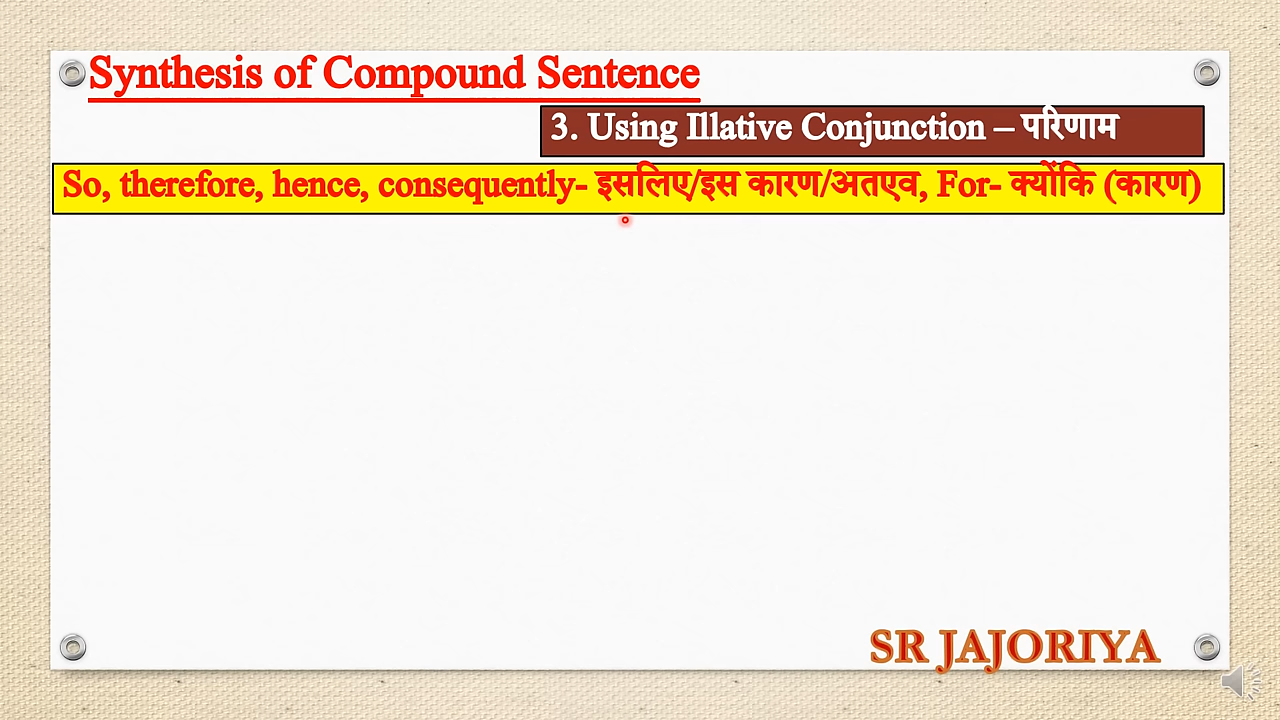 Synthesis of Compound Sentence
3. Using Illative Conjunction – परिणाम
So, therefore, hence, consequently- इसलिए/इस कारण/अतएव, For- क्योंकि (कारण)
SR JAJORIYA